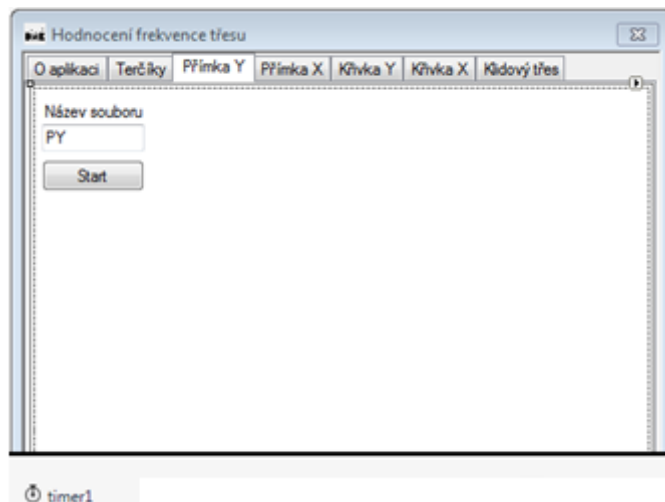 Hodnocení frekvence třesu
O aplikaci Terčíky Přímka Y Přímka X Křivka Y Křivka X Klidový třes
Název souboru
PY
Start
timer1